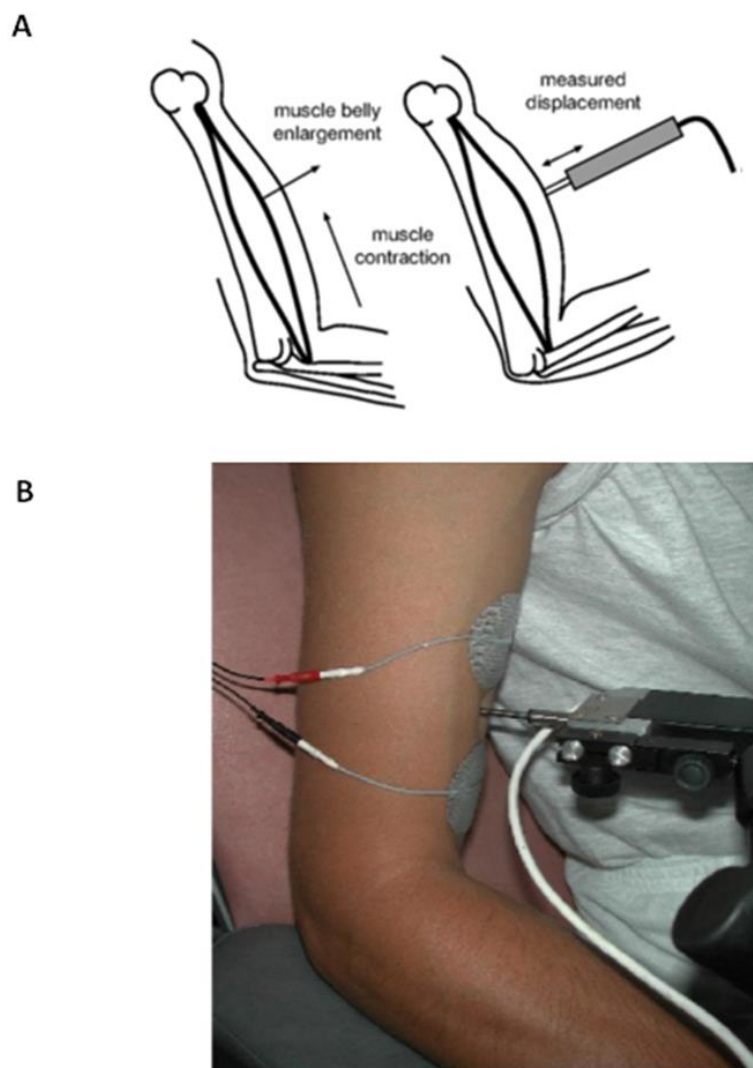 A
muscle belly
enlargement
muscle
contraction
measured
displacement
B